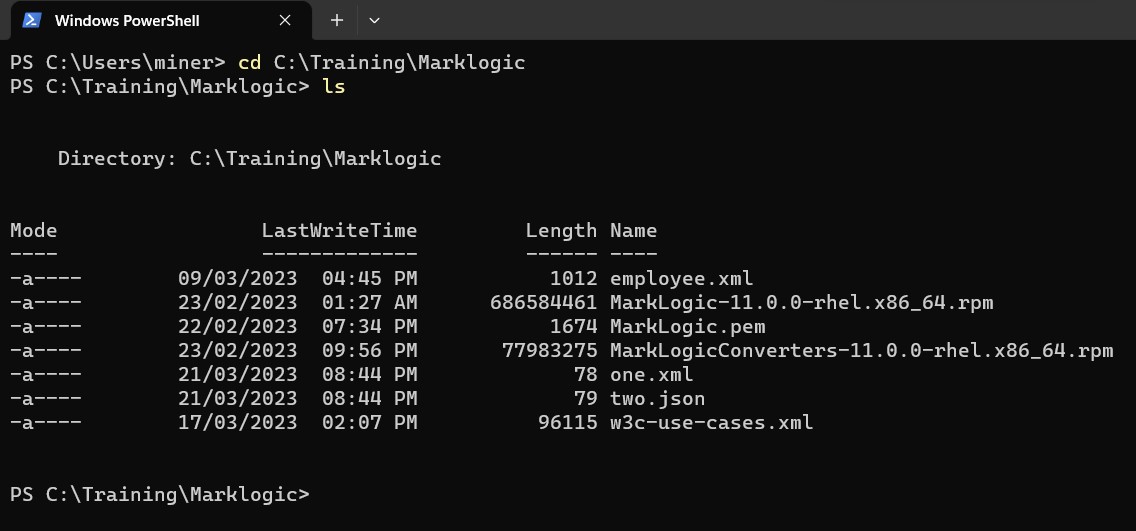 Windows PowerShell
PS C:\Users\miner> cd C:\Training\Marklogic
PS C:\Training\Marklogic> ls
Directory: C:\Training\Marklogic
Mode LastWriteTime Length Name
---- ------------- ------ ----
-a---- 09/03/2023 04:45 PM 1012 employee.xml
-a---- 23/02/2023 01:27 AM 686584461 MarkLogic-11.0.0-rhel.x86_64.rpm
-a---- 22/02/2023 07:34 PM 1674 MarkLogic.pem
-a---- 23/02/2023 09:56 PM 77983275 MarkLogicConverters-11.0.0-rhel.x86_64.rpm
-a---- 21/03/2023 08:44 PM 78 one.xml
-a---- 21/03/2023 08:44 PM 79 two.json
-a---- 17/03/2023 02:07 PM 96115 w3c-use-cases.xml
PS C:\Training\Marklogic>